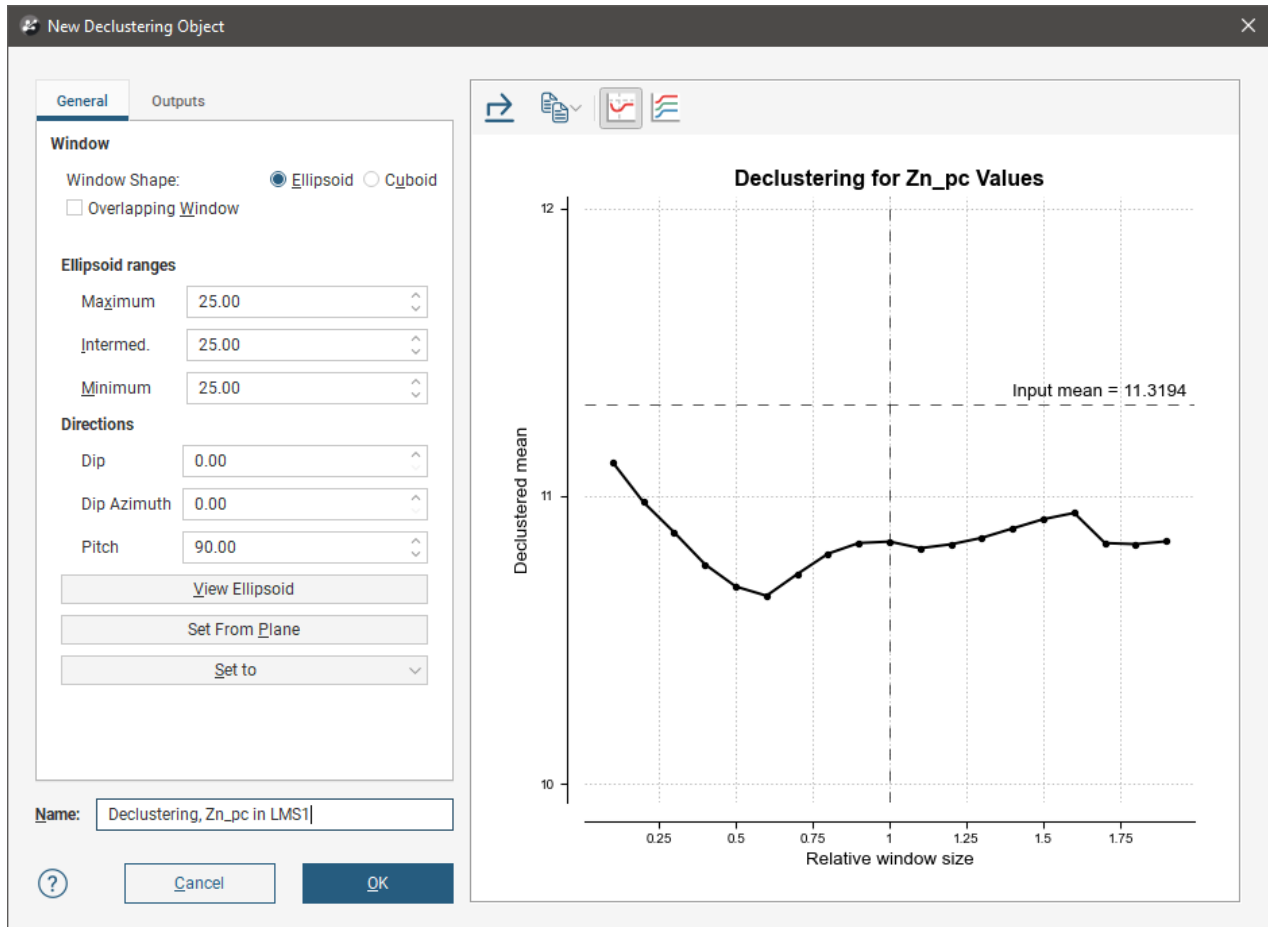 New Declustering Object
General Outputs
Window
Window Shape: Ellipsoid Cuboid
Overlapping Window
Ellipsoid ranges
Maximum 25.00
Intermed. 25.00
Minimum 25.00
Directions
Dip 0.00
Dip Azimuth 0.00
Pitch 90.00
View Ellipsoid
Set From Plane
Set to
Name: Declustering, Zn_pc in LMS1
? Cancel OK
Declustering for Zn_pc Values
12
Input mean = 11.3194
Declustered mean
11
10
0.25 0.5 0.75 1 1.25 1.5 1.75
Relative window size